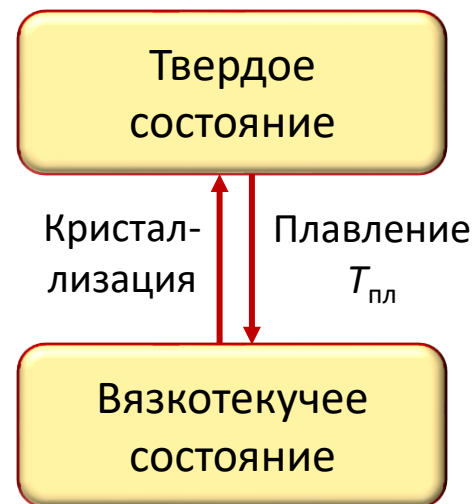 Твердое
состояние
Кристал-
лизация
Плавление
Tпл
Вязкотекучее
состояние